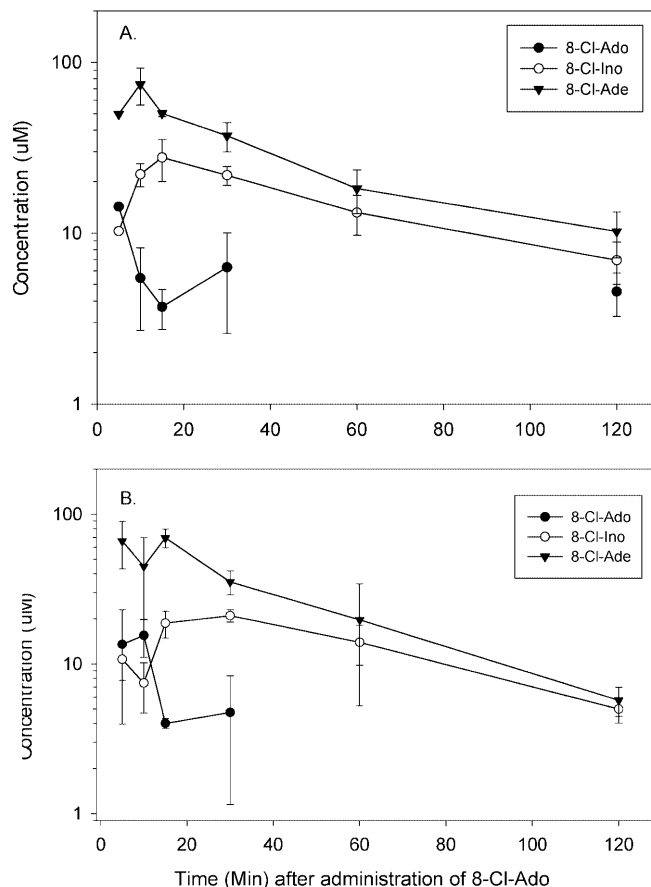 A.
8-Cl-Ado
8-Cl-Ino
8-Cl-Ade
Concentration (uM)
100
10
1
0 20 40 60 80 100 120
B.
8-Cl-Ado
8-Cl-Ino
8-Cl-Ade
Concentration (uM)
100
10
1
0 20 40 60 80 100 120
Time (Min) after administration of 8-Cl-Ado